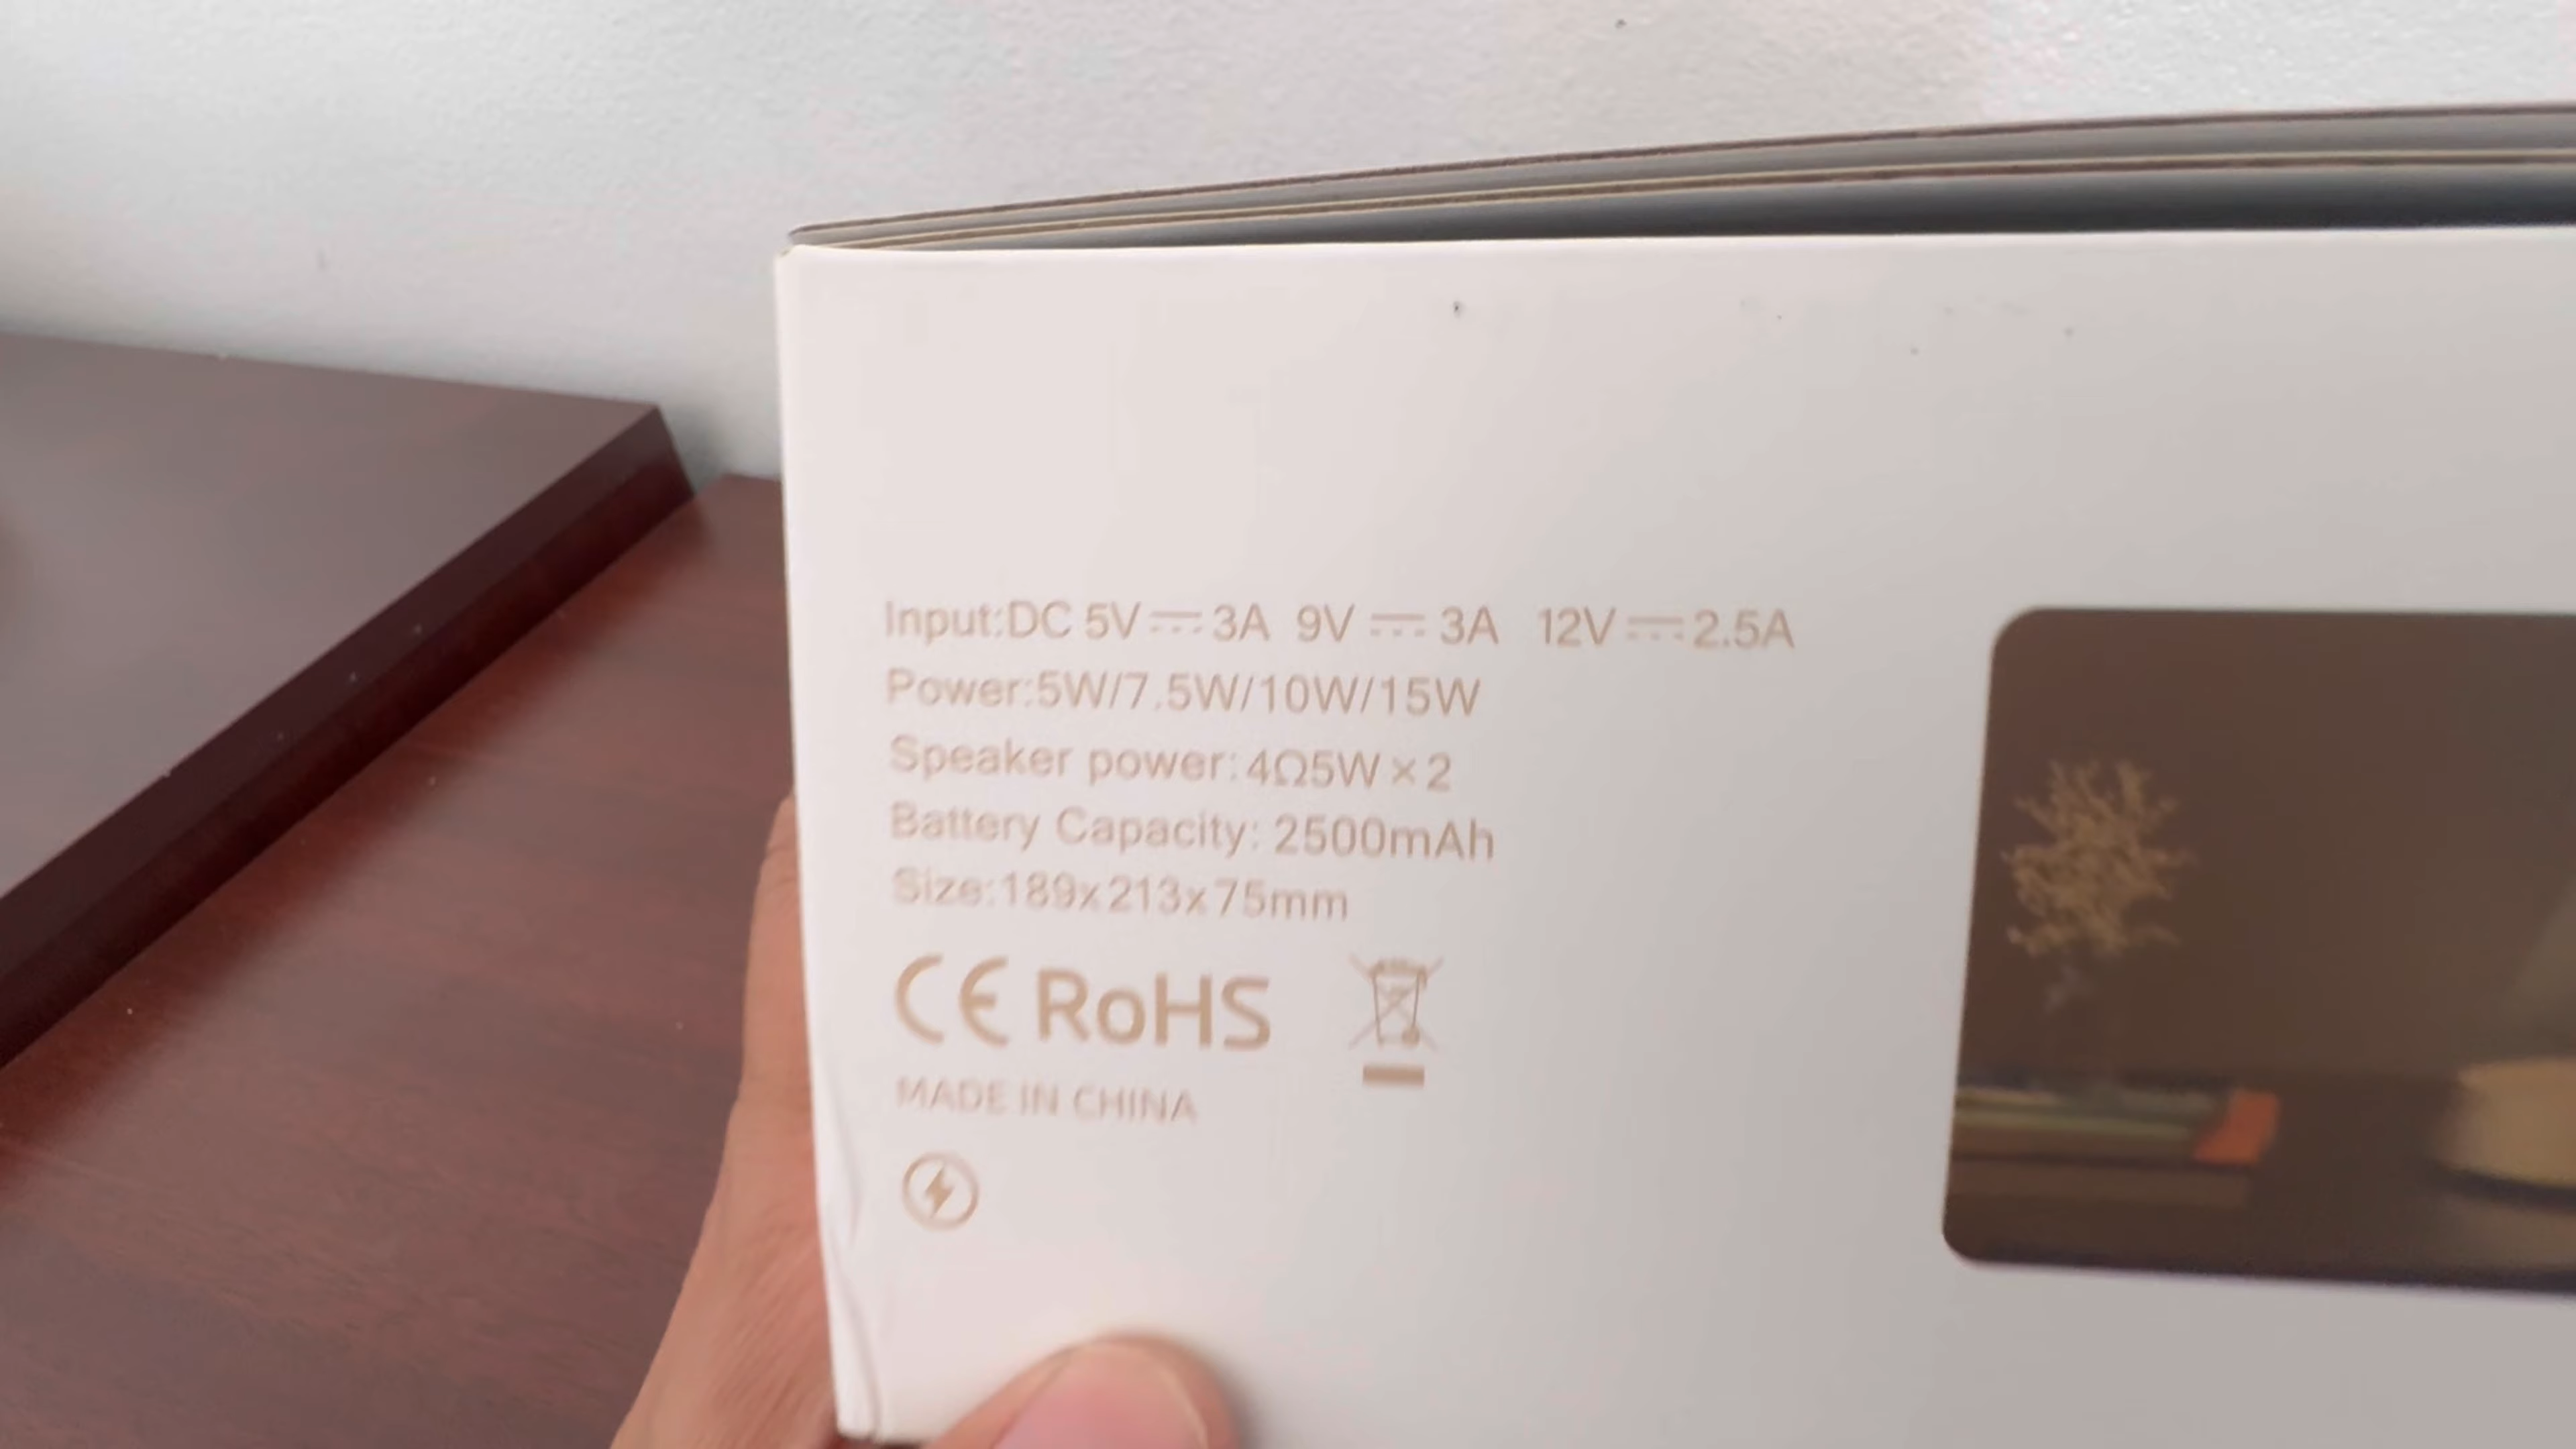 Input:DC 5V⎓3A 9V⎓3A 12V⎓2.5A
Power:5W/7.5W/10W/15W
Speaker power:4Ω5W×2
Battery Capacity: 2500mAh
Size:189x213x75mm
CE RoHS
MADE IN CHINA